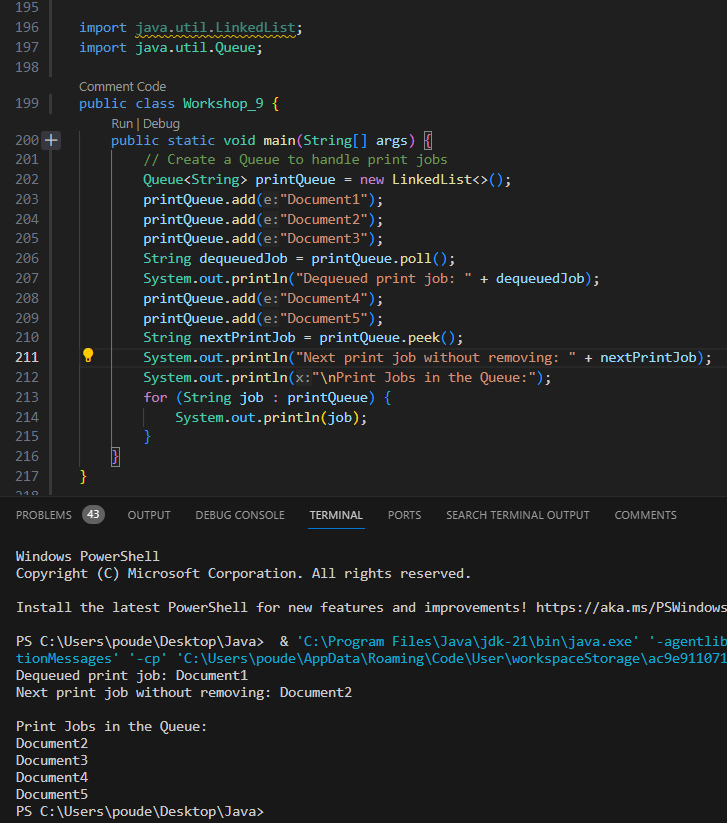 195
196 import java.util.LinkedList;
197 import java.util.Queue;
198
Comment Code
199 public class Workshop_9 {
Run | Debug
200 public static void main(String[] args) {
201 // Create a Queue to handle print jobs
202 Queue<String> printQueue = new LinkedList<>();
203 printQueue.add(e:"Document1");
204 printQueue.add(e:"Document2");
205 printQueue.add(e:"Document3");
206 String dequeuedJob = printQueue.poll();
207 System.out.println("Dequeued print job: " + dequeuedJob);
208 printQueue.add(e:"Document4");
209 printQueue.add(e:"Document5");
210 String nextPrintJob = printQueue.peek();
211 System.out.println("Next print job without removing: " + nextPrintJob);
212 System.out.println(x:"\nPrint Jobs in the Queue:");
213 for (String job : printQueue) {
214 System.out.println(job);
215 }
216 }
217 }
218
PROBLEMS 43 OUTPUT DEBUG CONSOLE TERMINAL PORTS SEARCH TERMINAL OUTPUT COMMENTS
Windows PowerShell
Copyright (C) Microsoft Corporation. All rights reserved.
Install the latest PowerShell for new features and improvements! https://aka.ms/PSWindows
PS C:\Users\poude\Desktop\Java> & 'C:\Program Files\Java\jdk-21\bin\java.exe' '-agentlib
tionMessages' '-cp' 'C:\Users\poude\AppData\Roaming\Code\User\workspaceStorage\ac9e911071
Dequeued print job: Document1
Next print job without removing: Document2
Print Jobs in the Queue:
Document2
Document3
Document4
Document5
PS C:\Users\poude\Desktop\Java>